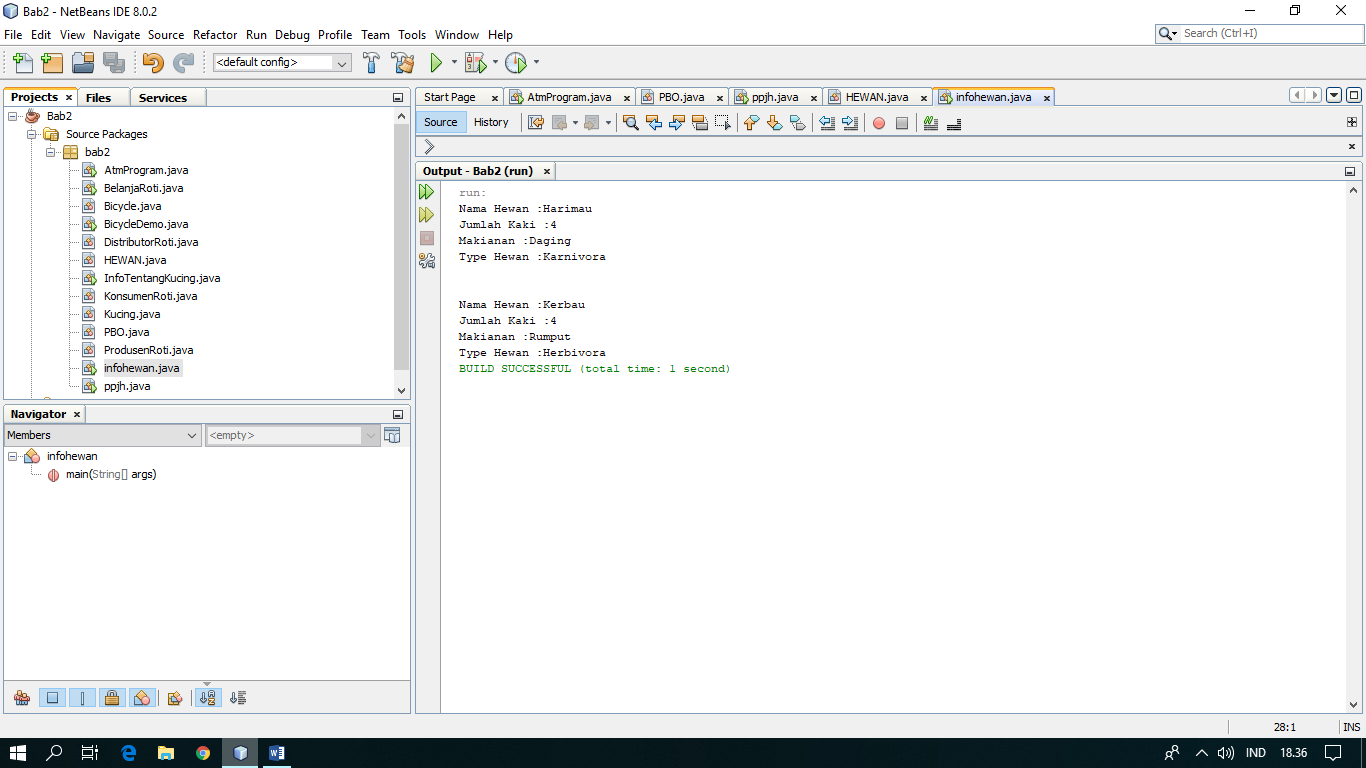 Bab2 - NetBeans IDE 8.0.2
File Edit View Navigate Source Refactor Run Debug Profile Team Tools Window Help
Search (Ctrl+I)
<default config>
Projects Files Services
Bab2
Source Packages
bab2
AtmProgram.java
BelanjaRoti.java
Bicycle.java
BicycleDemo.java
DistributorRoti.java
HEWAN.java
InfoTentangKucing.java
KonsumenRoti.java
Kucing.java
PBO.java
ProdusenRoti.java
infohewan.java
ppjh.java
Navigator
Members
<empty>
infohewan
main(String[] args)
Start Page AtmProgram.java PBO.java ppjh.java HEWAN.java infohewan.java
Source History
Output - Bab2 (run)
run:
Nama Hewan :Harimau
Jumlah Kaki :4
Makianan :Daging
Type Hewan :Karnivora
Nama Hewan :Kerbau
Jumlah Kaki :4
Makianan :Rumput
Type Hewan :Herbivora
BUILD SUCCESSFUL (total time: 1 second)
28:1 INS
IND 18.36